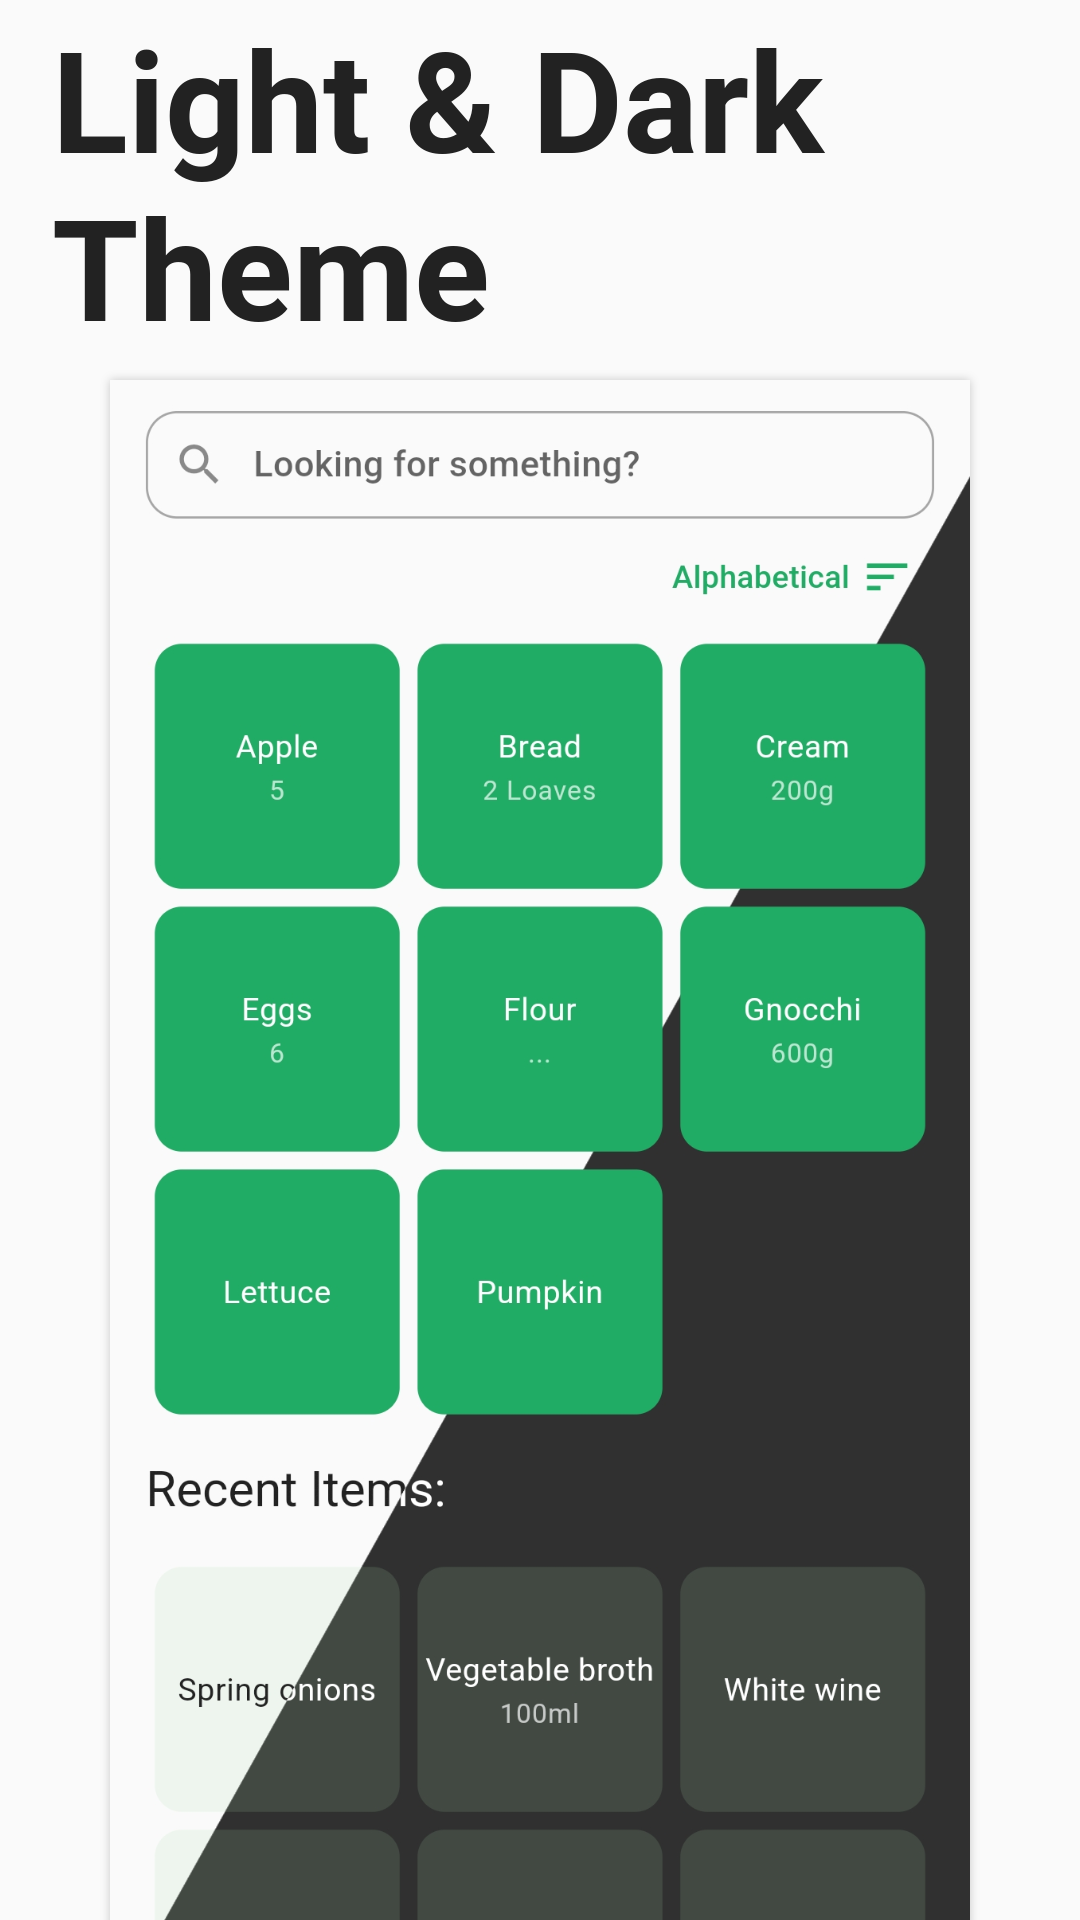 Light & Dark
Theme
Looking for something?
Alphabetical
Apple
5
Bread
2 Loaves
Cream
200g
Eggs
6
Flour
...
Gnocchi
600g
Lettuce
Pumpkin
Recent Items:
Spring onions
Vegetable broth
100ml
White wine